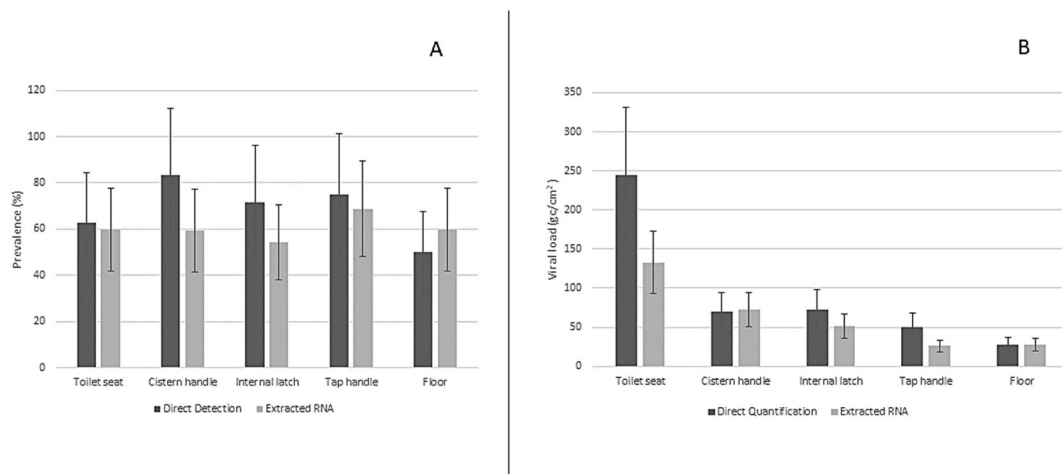 A
120
100
80
60
40
20
0
Prevalence (%)
Toilet seat Cistern handle Internal latch Tap handle Floor
Direct Detection Extracted RNA
B
350
300
250
200
150
100
50
0
Viral load (gc/cm²)
Toilet seat Cistern handle Internal latch Tap handle Floor
Direct Quantification Extracted RNA